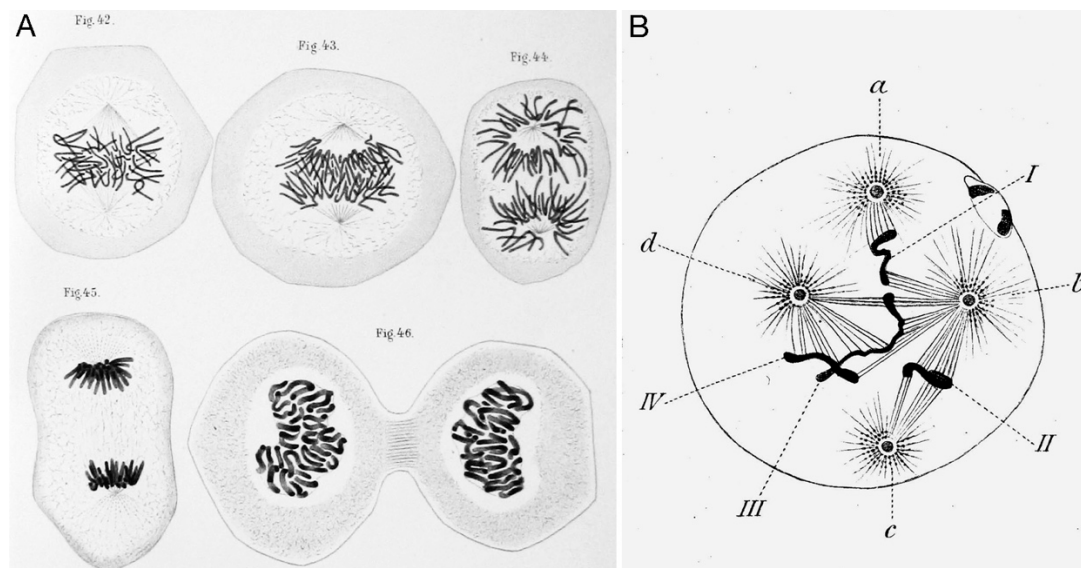 A
Fig. 42.
Fig. 43.
Fig. 44.
Fig. 45.
Fig. 46.
B
a
I
d
b
IV
II
III
c